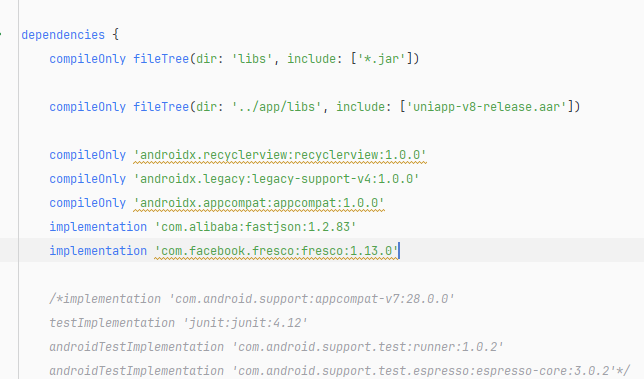 dependencies {
compileOnly fileTree(dir: 'libs', include: ['*.jar'])
compileOnly fileTree(dir: '../app/libs', include: ['uniapp-v8-release.aar'])
compileOnly 'androidx.recyclerview:recyclerview:1.0.0'
compileOnly 'androidx.legacy:legacy-support-v4:1.0.0'
compileOnly 'androidx.appcompat:appcompat:1.0.0'
implementation 'com.alibaba:fastjson:1.2.83'
implementation 'com.facebook.fresco:fresco:1.13.0'
/*implementation 'com.android.support:appcompat-v7:28.0.0'
testImplementation 'junit:junit:4.12'
androidTestImplementation 'com.android.support.test:runner:1.0.2'
androidTestImplementation 'com.android.support.test.espresso:espresso-core:3.0.2'*/